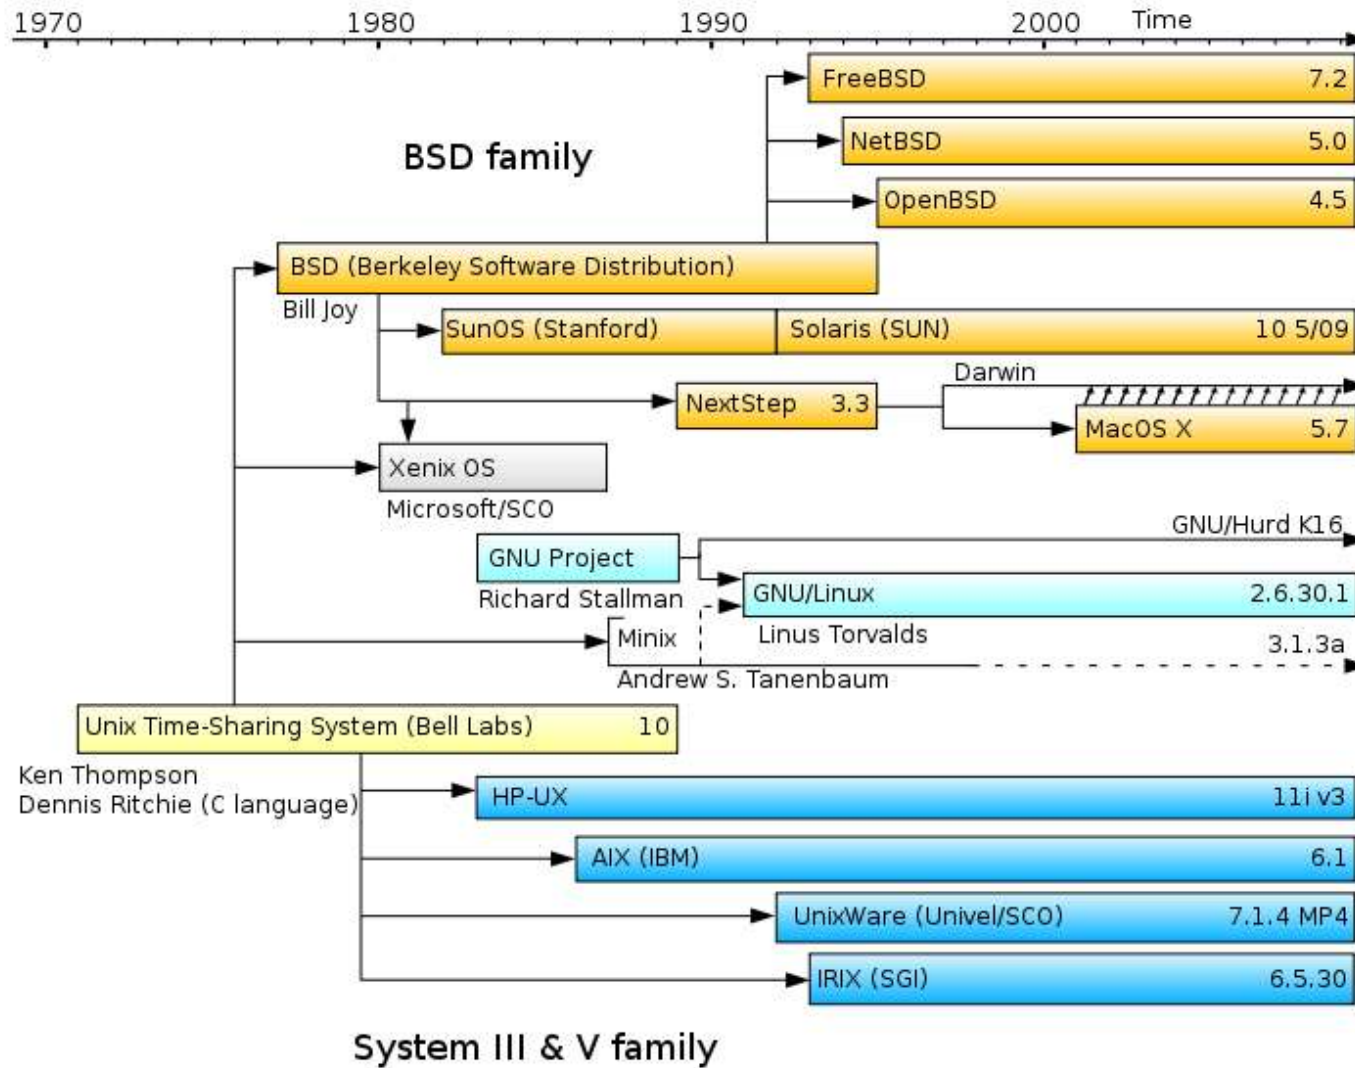 1970 1980 1990 2000 Time
FreeBSD 7.2
NetBSD 5.0
BSD family
OpenBSD 4.5
BSD (Berkeley Software Distribution)
Bill Joy
SunOS (Stanford) Solaris (SUN) 10 5/09
Darwin
NextStep 3.3
MacOS X 5.7
Xenix OS
Microsoft/SCO
GNU/Hurd K16
GNU Project
Richard Stallman
GNU/Linux 2.6.30.1
Linus Torvalds
Minix 3.1.3a
Andrew S. Tanenbaum
Unix Time-Sharing System (Bell Labs) 10
Ken Thompson
Dennis Ritchie (C language)
HP-UX 11i v3
AIX (IBM) 6.1
UnixWare (Univel/SCO) 7.1.4 MP4
IRIX (SGI) 6.5.30
System III & V family